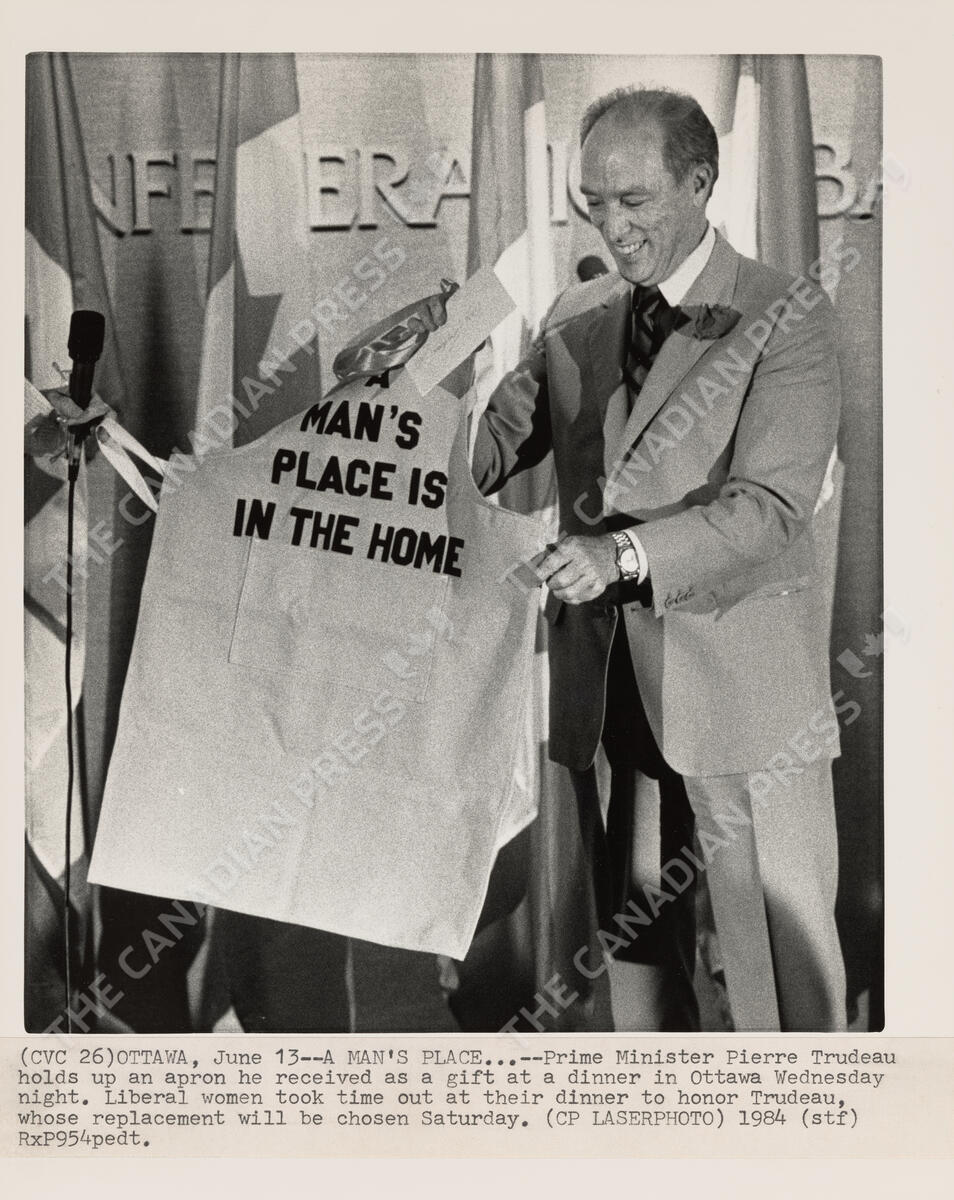 NFE ERA BA
A
MAN'S
PLACE IS
IN THE HOME
THE CANADIAN PRESS
THE CANADIAN PRESS
THE CANADIAN PRESS
THE CANADIAN PRESS
THE CANADIAN PRESS
THE CANADIAN PRESS
(CVC 26)OTTAWA, June 13--A MAN'S PLACE...--Prime Minister Pierre Trudeau
holds up an apron he received as a gift at a dinner in Ottawa Wednesday
night. Liberal women took time out at their dinner to honor Trudeau,
whose replacement will be chosen Saturday. (CP LASERPHOTO) 1984 (stf)
RxP954pedt.